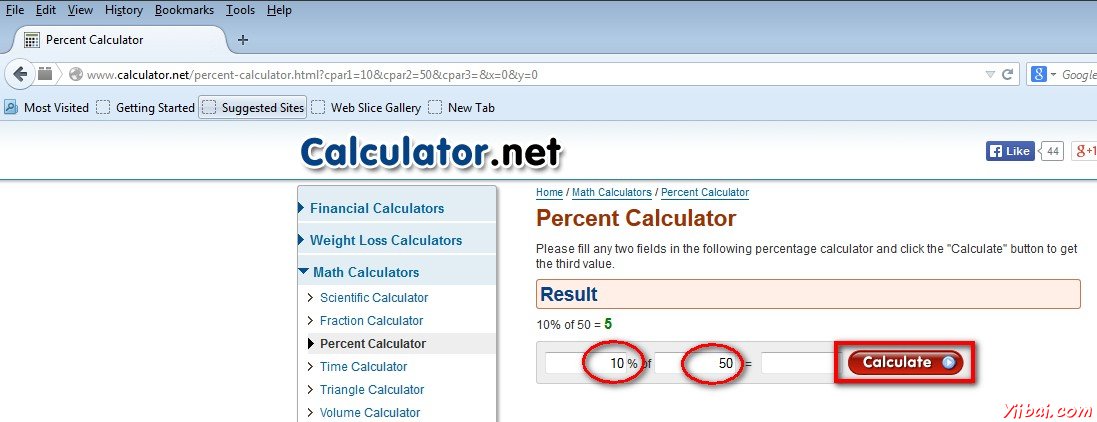 File Edit View History Bookmarks Tools Help
Percent Calculator +
www.calculator.net/percent-calculator.html?cpar1=10&cpar2=50&cpar3=&x=0&y=0 Google
Most Visited Getting Started Suggested Sites Web Slice Gallery New Tab
Calculator.net
Like 44 g+1
Home / Math Calculators / Percent Calculator
Percent Calculator
Please fill any two fields in the following percentage calculator and click the "Calculate" button to get
the third value.
Result
10% of 50 = 5
10 % of 50 = Calculate
Financial Calculators
Weight Loss Calculators
Math Calculators
Scientific Calculator
Fraction Calculator
Percent Calculator
Time Calculator
Triangle Calculator
Volume Calculator
Yiibai.com